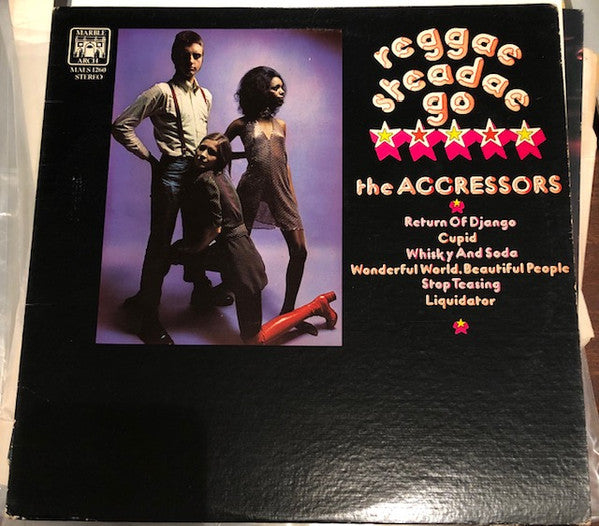 MARBLE
ARCH
MALS 1260
STEREO
reggae
steadae
go
the AGGRESSORS
Return Of Django
Cupid
Whisky And Soda
Wonderful World. Beautiful People
Stop Teasing
Liquidator